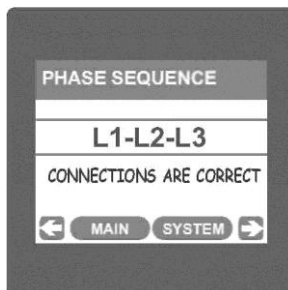 PHASE SEQUENCE
L1-L2-L3
CONNECTIONS ARE CORRECT
MAIN SYSTEM